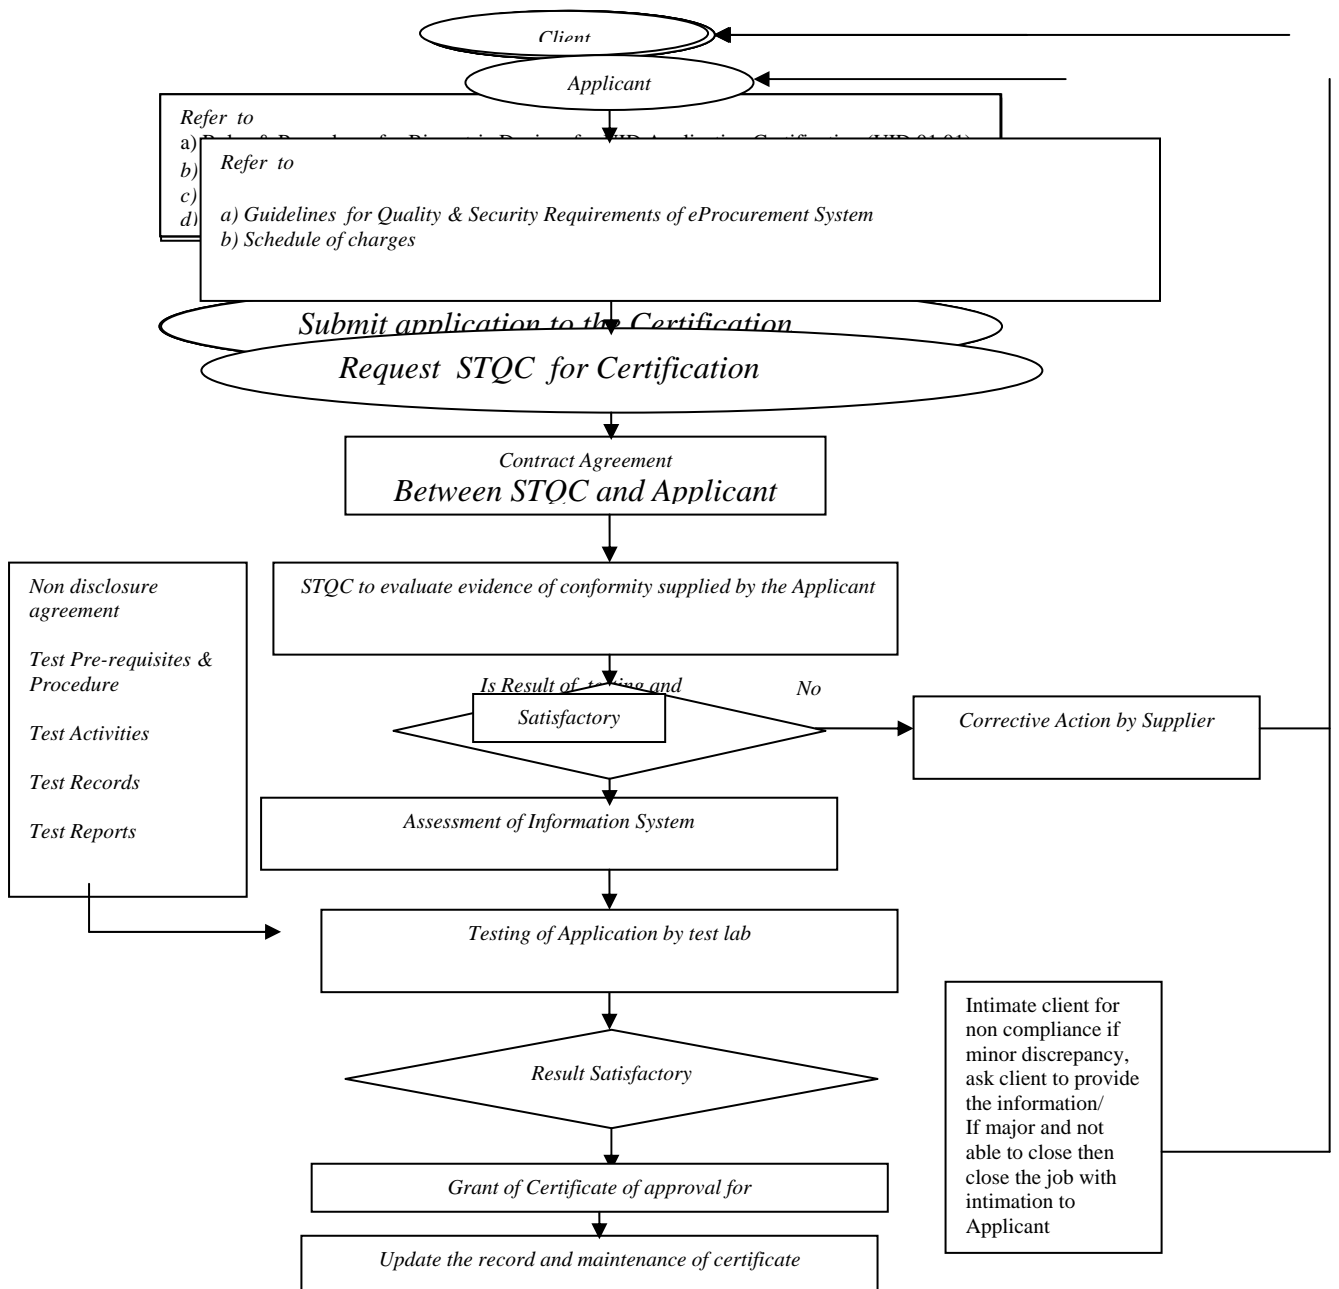 Client
Applicant
Refer to
a)
b)
c)
d)
Refer to
a) Guidelines for Quality & Security Requirements of eProcurement System
b) Schedule of charges
Submit application to the Certification
Request STQC for Certification
Contract Agreement
Between STQC and Applicant
Non disclosure
agreement
Test Pre-requisites &
Procedure
Test Activities
Test Records
Test Reports
STQC to evaluate evidence of conformity supplied by the Applicant
Is Result of testing and
Satisfactory
No
Corrective Action by Supplier
Assessment of Information System
Testing of Application by test lab
Result Satisfactory
Intimate client for
non compliance if
minor discrepancy,
ask client to provide
the information/
If major and not
able to close then
close the job with
intimation to
Applicant
Grant of Certificate of approval for
Update the record and maintenance of certificate